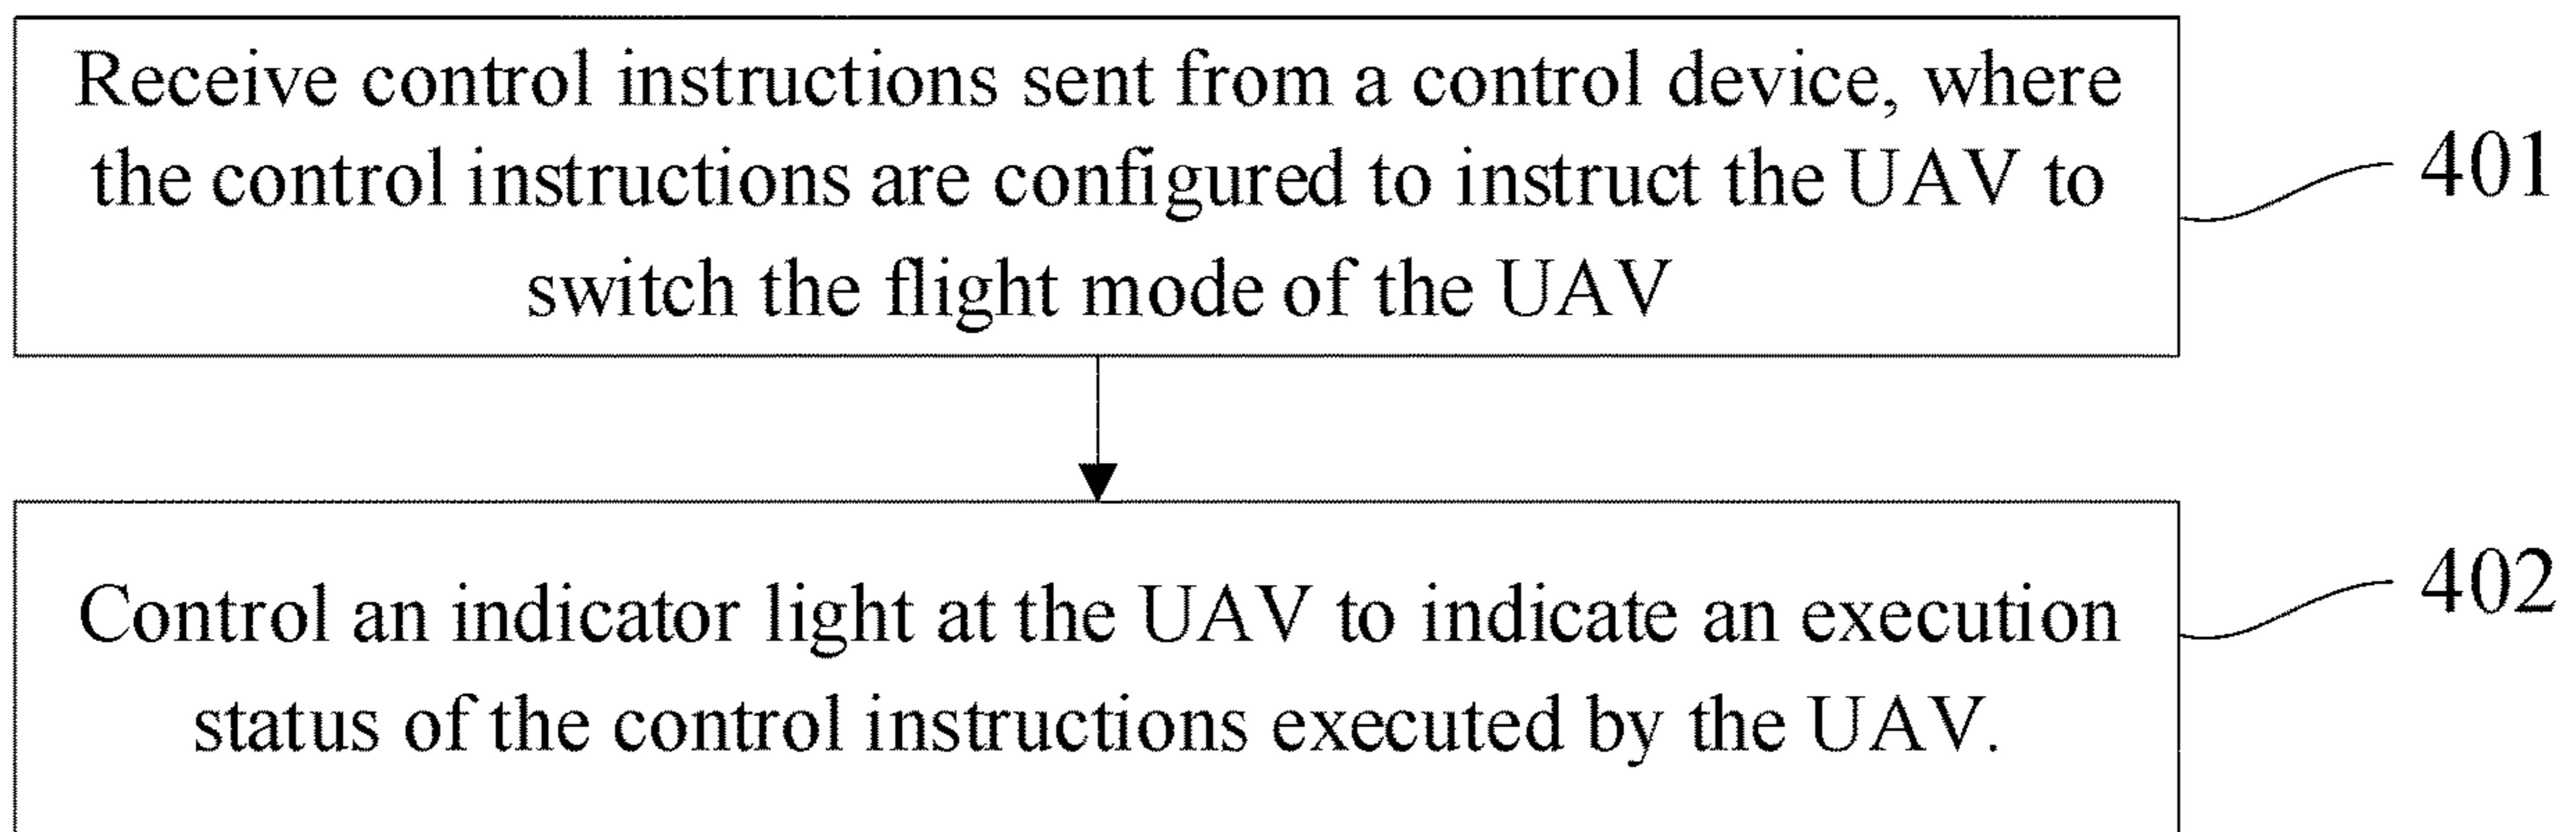 Receive control instructions sent from a control device, where
the control instructions are configured to instruct the UAV to
switch the flight mode of the UAV
401
Control an indicator light at the UAV to indicate an execution
status of the control instructions executed by the UAV.
402